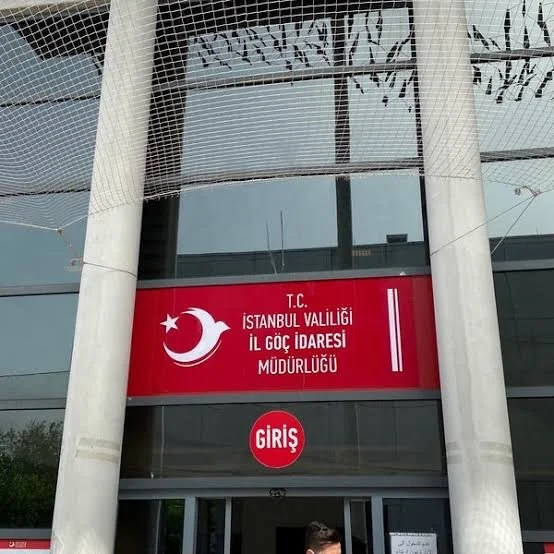 T.C.
İSTANBUL VALİLİĞİ
İL GÖÇ İDARESİ
MÜDÜRLÜĞÜ
GİRİŞ